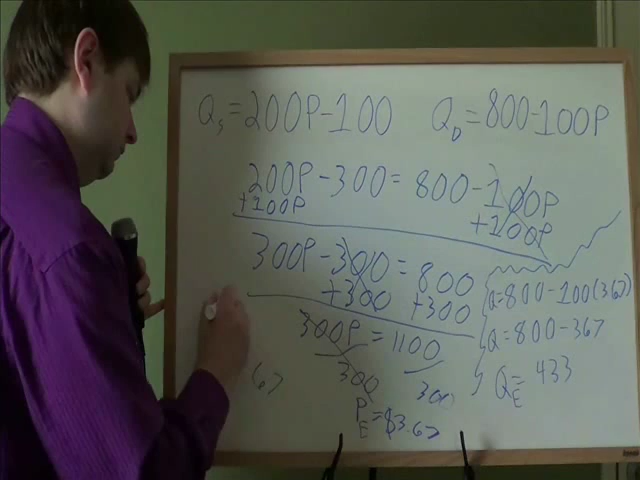 Qs = 200P - 100
QD = 800 - 100P
200P - 300 = 800 - 100P
+100P +100P
300P - 300 = 800
+300 +300
300P = 1100
300 300
PE = $3.67
Q = 800 - 100(3.67)
Q = 800 - 367
QE = 433
67